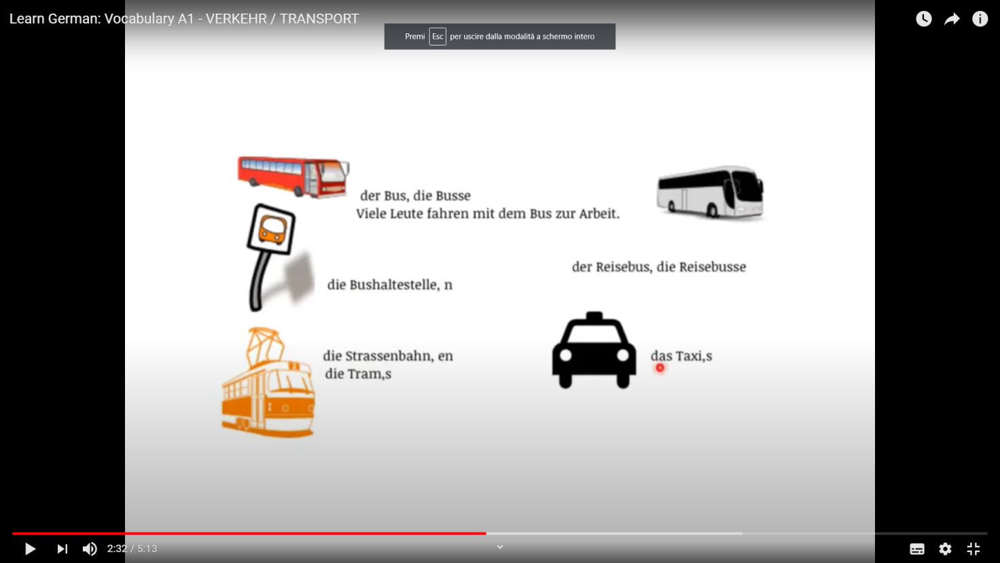 Learn German: Vocabulary A1 - VERKEHR / TRANSPORT
Premi Esc per uscire dalla modalità a schermo intero
der Bus, die Busse
Viele Leute fahren mit dem Bus zur Arbeit.
der Reisebus, die Reisebusse
die Bushaltestelle, n
die Strassenbahn, en
die Tram,s
2
das Taxi,s
2:32 / 5:13